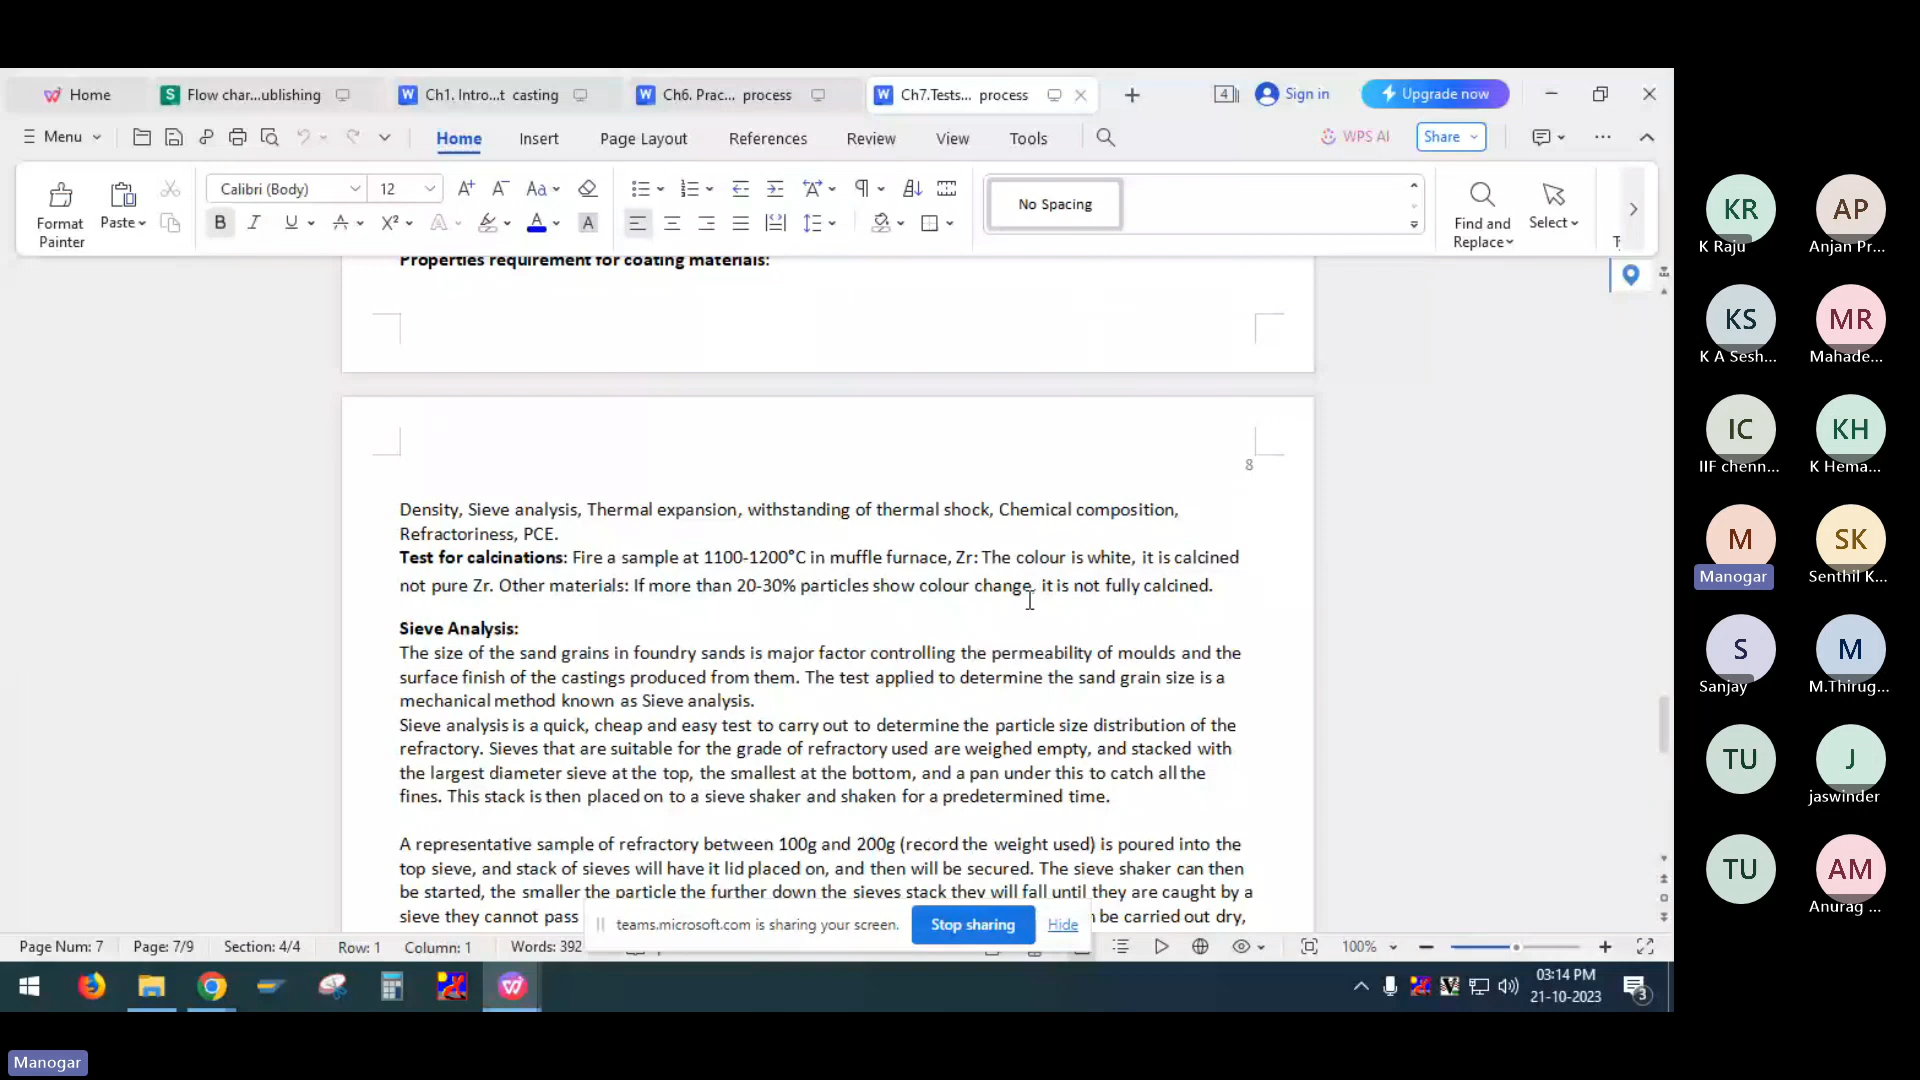 Home
Flow char...ublishing
Ch1. Intro...t casting
Ch6. Prac... process
Ch7.Tests... process
4
Sign in
Upgrade now
Menu
Home
Insert
Page Layout
References
Review
View
Tools
WPS AI
Share
Format Painter
Paste
Calibri (Body)
12
No Spacing
Find and Replace
Select
Properties requirement for coating materials:
8
Density, Sieve analysis, Thermal expansion, withstanding of thermal shock, Chemical composition,
Refractoriness, PCE.
Test for calcinations: Fire a sample at 1100-1200°C in muffle furnace, Zr: The colour is white, it is calcined
not pure Zr. Other materials: If more than 20-30% particles show colour change, it is not fully calcined.
Sieve Analysis:
The size of the sand grains in foundry sands is major factor controlling the permeability of moulds and the
surface finish of the castings produced from them. The test applied to determine the sand grain size is a
mechanical method known as Sieve analysis.
Sieve analysis is a quick, cheap and easy test to carry out to determine the particle size distribution of the
refractory. Sieves that are suitable for the grade of refractory used are weighed empty, and stacked with
the largest diameter sieve at the top, the smallest at the bottom, and a pan under this to catch all the
fines. This stack is then placed on to a sieve shaker and shaken for a predetermined time.
A representative sample of refractory between 100g and 200g (record the weight used) is poured into the
top sieve, and stack of sieves will have it lid placed on, and then will be secured. The sieve shaker can then
be started, the smaller the particle the further down the sieves stack they will fall until they are caught by a
sieve they cannot pass
be carried out dry,
teams.microsoft.com is sharing your screen.
Stop sharing
Hide
Page Num: 7
Page: 7/9
Section: 4/4
Row: 1
Column: 1
Words: 392
100%
03:14 PM
21-10-2023
3
KR
K Raju
AP
Anjan Pr...
KS
K A Sesh...
MR
Mahade...
IC
IIF chenn...
KH
K Hema...
M
Manogar
SK
Senthil K...
S
Sanjay
M
M.Thirug...
TU
J
jaswinder
TU
AM
Anurag ...
Manogar